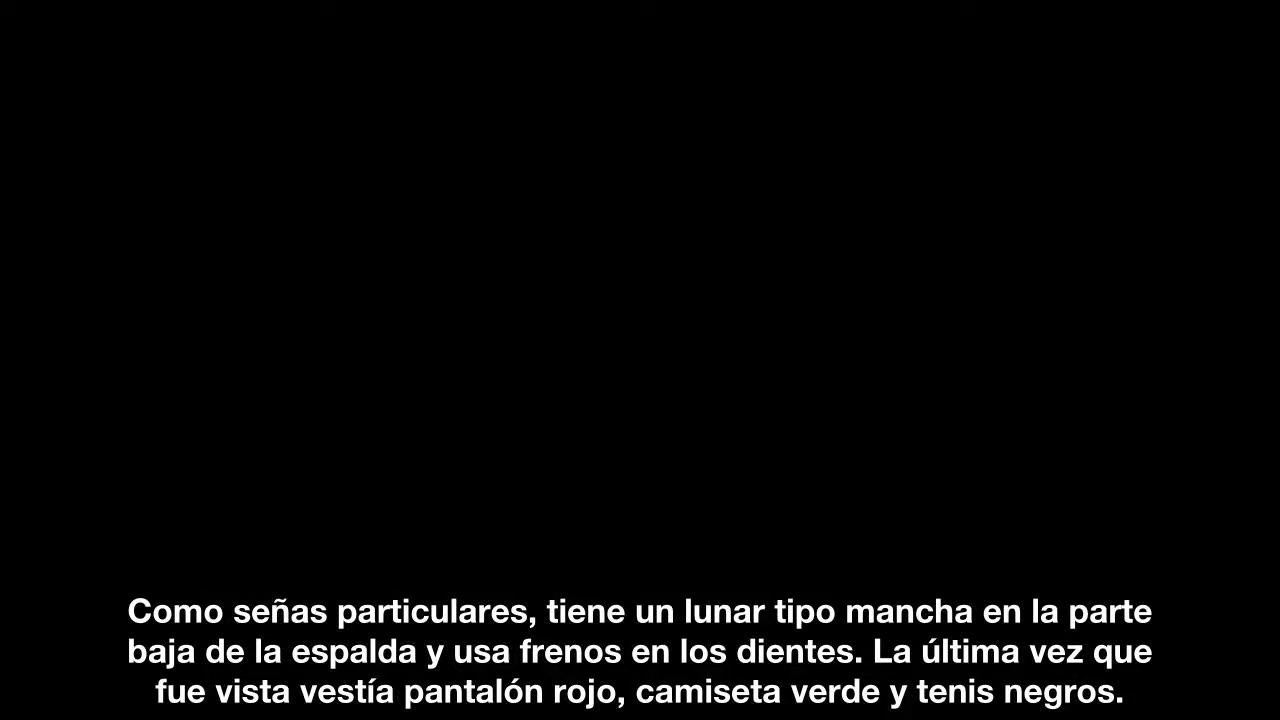 Como señas particulares, tiene un lunar tipo mancha en la parte
baja de la espalda y usa frenos en los dientes. La última vez que
fue vista vestía pantalón rojo, camiseta verde y tenis negros.